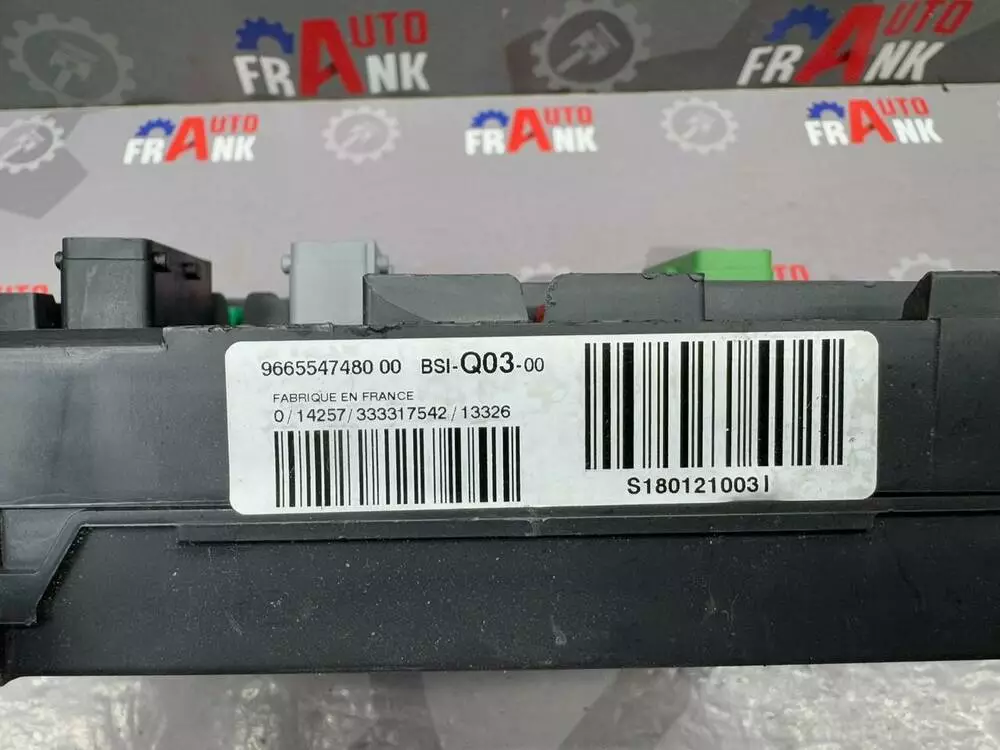 AUTO
FRANK
AUTO
FRANK
AUTO
FRANK
AUTO
FRANK
AUTO
FRANK
9665547480 00 BSI-Q03-00
FABRIQUE EN FRANCE
0/14257/333317542/13326
S180121003I